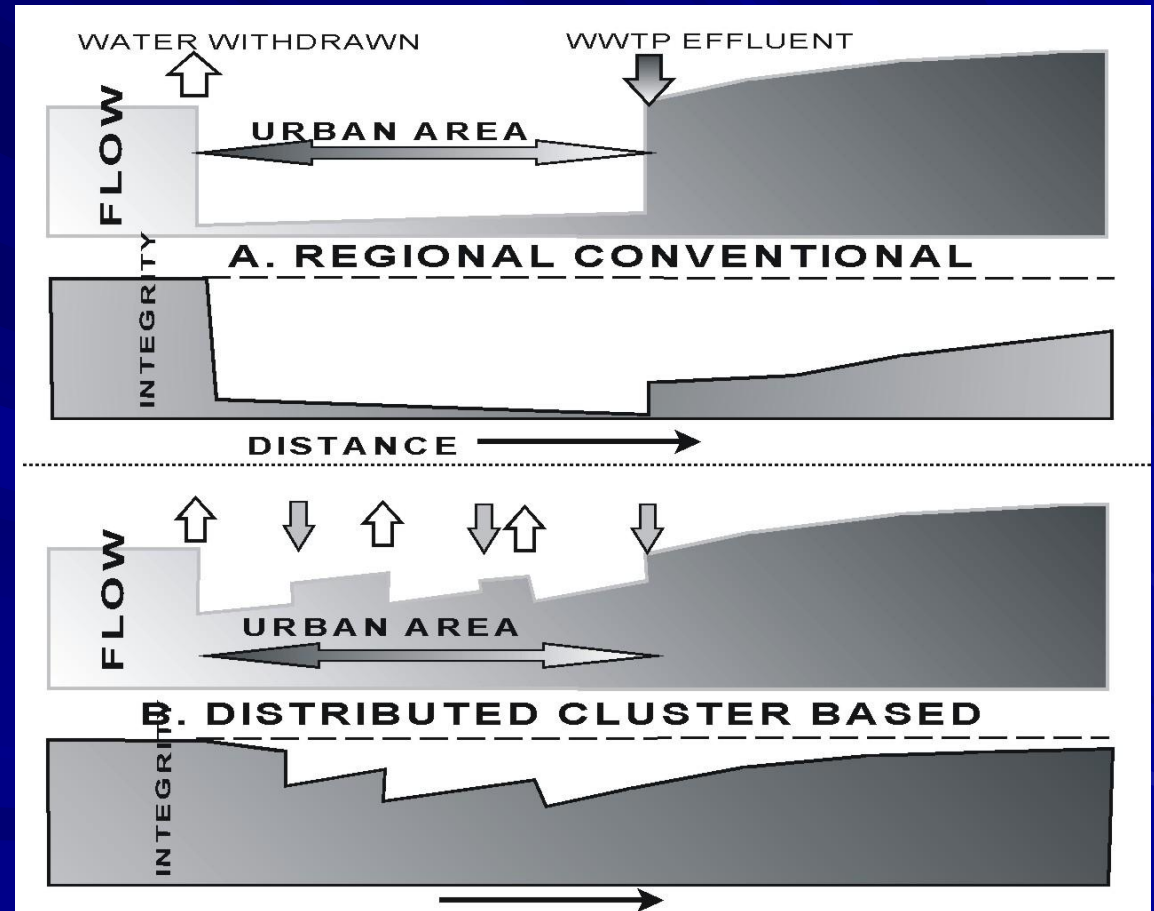 WATER WITHDRAWN
WWTP EFFLUENT
FLOW
URBAN AREA
A. REGIONAL CONVENTIONAL
INTEGRITY
DISTANCE
FLOW
URBAN AREA
B. DISTRIBUTED CLUSTER BASED
INTEGRITY